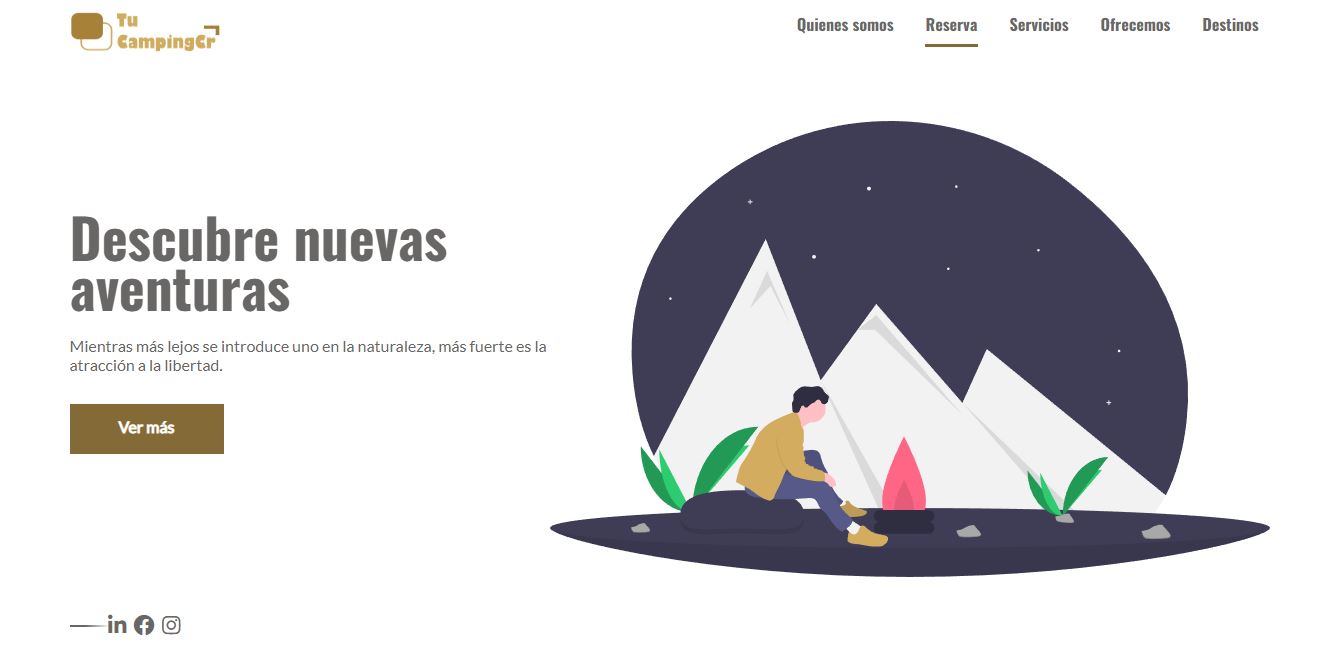 Tu
CampingCr
Quienes somos Reserva Servicios Ofrecemos Destinos
Descubre nuevas
aventuras
Mientras más lejos se introduce uno en la naturaleza, más fuerte es la
atracción a la libertad.
Ver más
in